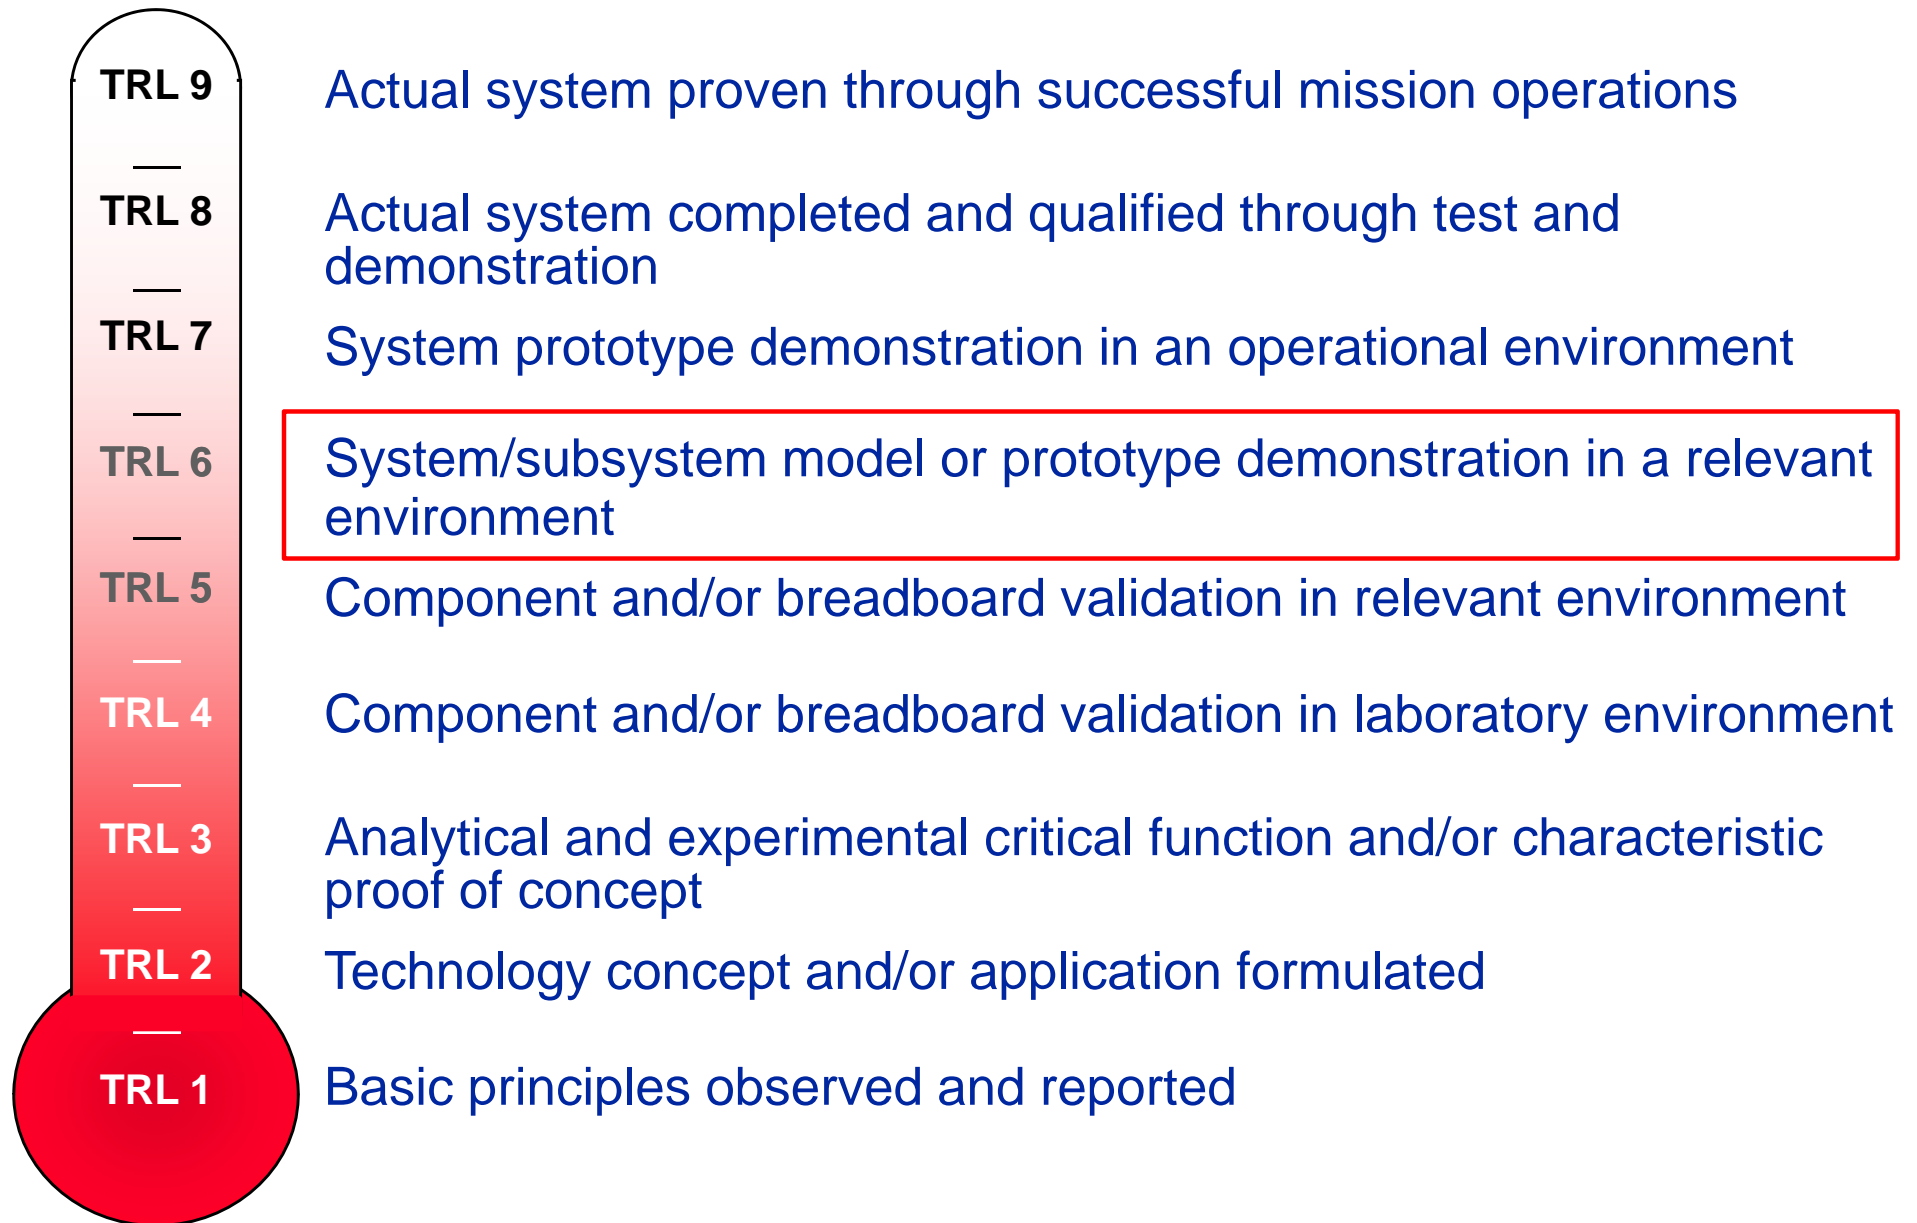 TRL 9
Actual system proven through successful mission operations
TRL 8
Actual system completed and qualified through test and
demonstration
TRL 7
System prototype demonstration in an operational environment
TRL 6
System/subsystem model or prototype demonstration in a relevant
environment
TRL 5
Component and/or breadboard validation in relevant environment
TRL 4
Component and/or breadboard validation in laboratory environment
TRL 3
Analytical and experimental critical function and/or characteristic
proof of concept
TRL 2
Technology concept and/or application formulated
TRL 1
Basic principles observed and reported